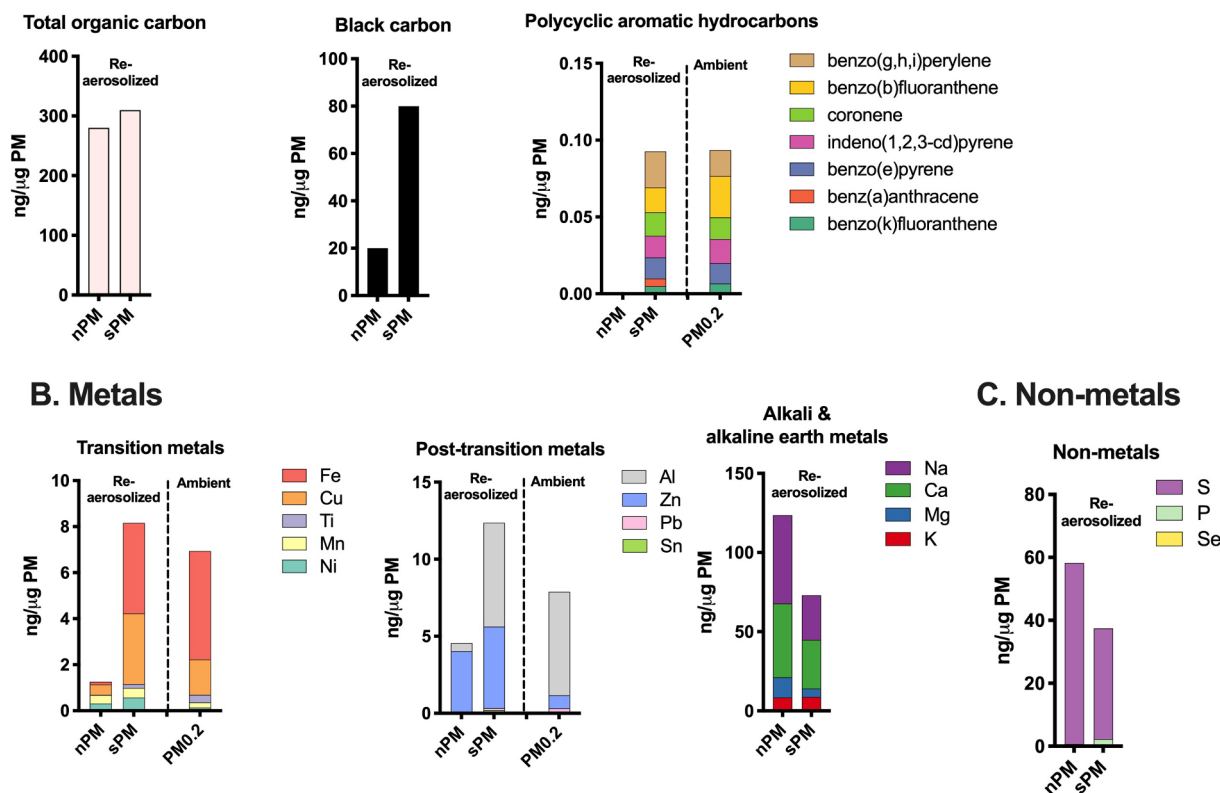 Total organic carbon
Re-
aerosolized
ng/μg PM
400
300
200
100
0
nPM
sPM
Black carbon
Re-
aerosolized
ng/μg PM
100
80
60
40
20
0
nPM
sPM
Polycyclic aromatic hydrocarbons
Re-
aerosolized
Ambient
ng/μg PM
0.15
0.10
0.05
0.00
nPM
sPM
PM0.2
benzo(g,h,i)perylene
benzo(b)fluoranthene
coronene
indeno(1,2,3-cd)pyrene
benzo(e)pyrene
benz(a)anthracene
benzo(k)fluoranthene
B. Metals
Transition metals
Re-
aerosolized
Ambient
ng/μg PM
10
8
6
4
2
0
nPM
sPM
PM0.2
Fe
Cu
Ti
Mn
Ni
Post-transition metals
Re-
aerosolized
Ambient
ng/μg PM
15
10
5
0
nPM
sPM
PM0.2
Al
Zn
Pb
Sn
Alkali &
alkaline earth metals
Re-
aerosolized
ng/μg PM
150
100
50
0
nPM
sPM
Na
Ca
Mg
K
C. Non-metals
Non-metals
Re-
aerosolized
ng/μg PM
80
60
40
20
0
nPM
sPM
S
P
Se